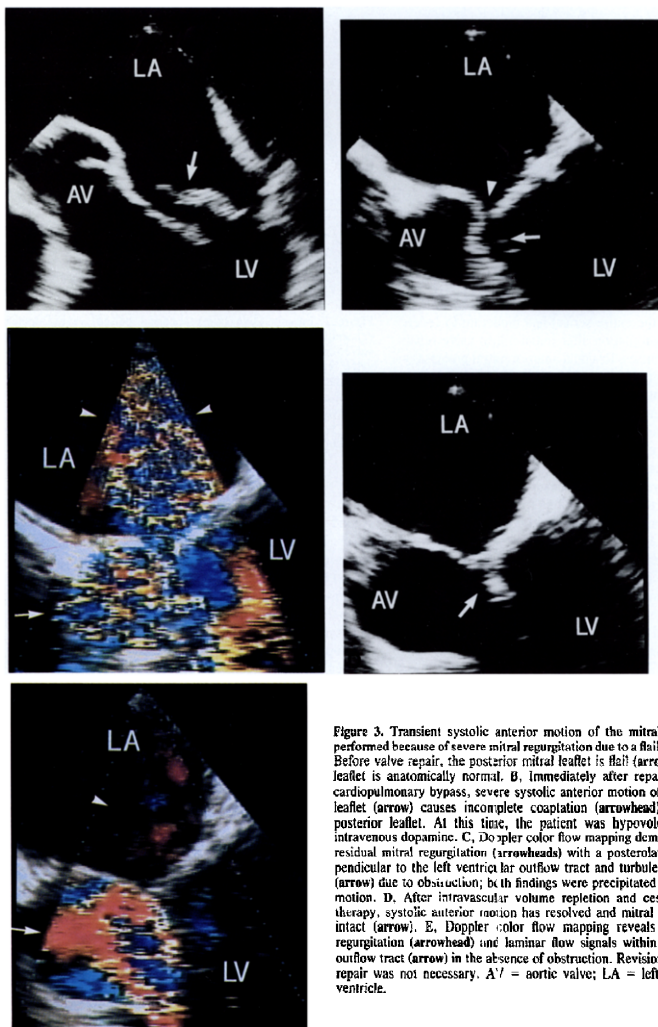 LA
AV
LV
LA
AV
LV
LA
LV
LA
AV
LV
LA
LV
Figure 3. Transient systolic anterior motion of the mitral
performed because of severe mitral regurgitation due to a flail
Before valve repair, the posterior mitral leaflet is flail (arro
leaflet is anatomically normal. B, Immediately after repa
cardiopulmonary bypass, severe systolic anterior motion of
leaflet (arrow) causes incomplete coaptation (arrowhead)
posterior leaflet. At this time, the patient was hypovol
intravenous dopamine. C, Doppler color flow mapping dem
residual mitral regurgitation (arrowheads) with a posterola
pendicular to the left ventricular outflow tract and turbule
(arrow) due to obstruction; both findings were precipitated
motion. D, After intravascular volume repletion and ces
therapy, systolic anterior motion has resolved and mitral
intact (arrow). E, Doppler color flow mapping reveals
regurgitation (arrowhead) and laminar flow signals within
outflow tract (arrow) in the absence of obstruction. Revision
repair was not necessary. AV = aortic valve; LA = left
ventricle.